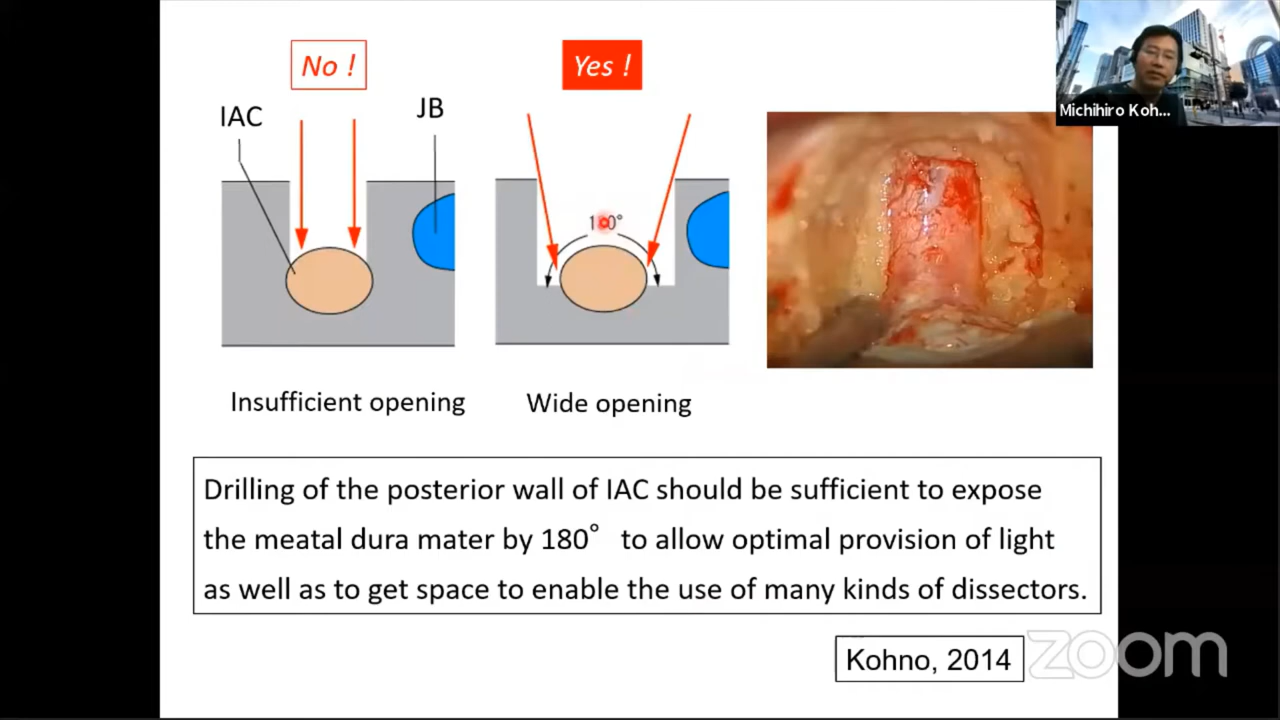 No !
Yes !
IAC
JB
Michihiro Koh...
Insufficient opening
Wide opening
Drilling of the posterior wall of IAC should be sufficient to expose
the meatal dura mater by 180° to allow optimal provision of light
as well as to get space to enable the use of many kinds of dissectors.
Kohno, 2014
zoom